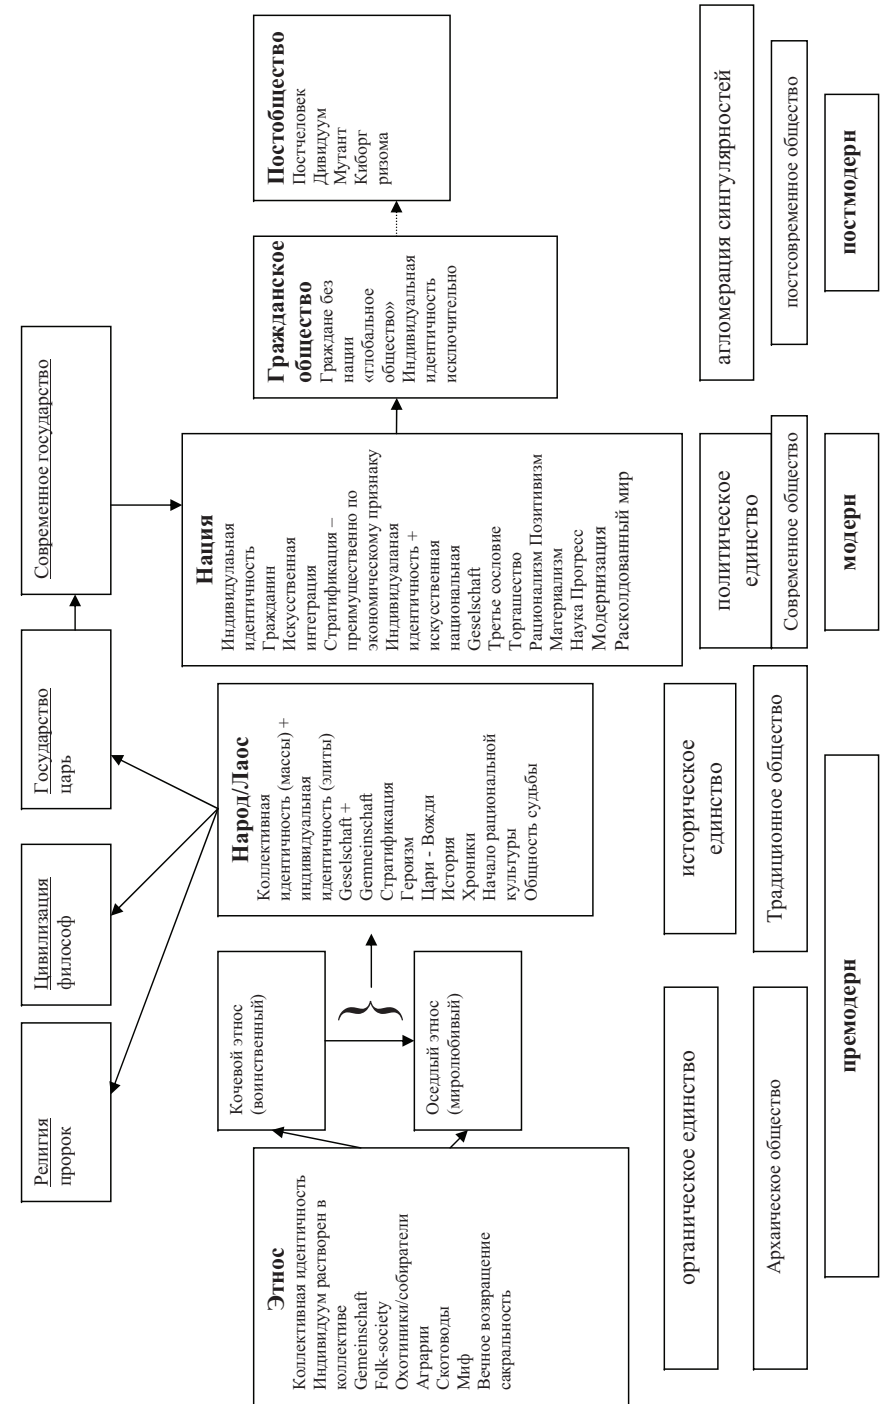 Религия
пророк
Цивилизация
философ
Государство
царь
Современное государство
Этнос
Коллективная идентичность
Индивидуум растворен в
коллективе
Gemeinschaft
Folk-society
Охотиники/собиратели
Аграрии
Скотоводы
Миф
Вечное возвращение
сакральность
Кочевой этнос
(воинственный)
Оседлый этнос
(миролюбивый)
}
Народ/Лаос
Коллективная
идентичность (массы) +
индивидуальная
идентичность (элиты)
Geselschaft +
Gemneinschaft
Стратификация
Героизм
Цари - Вожди
История
Хроники
Начало рациональной
культуры
Общность судьбы
Нация
Индивидулаьная
идентичность
Гражданин
Искусственная
интеграция
Стратификация –
преимущественно по
экономическому признаку
Индивидуаланая
идентичность +
искусственная
национальная
Geselschaft
Третье сословие
Торгашество
Рационализм Позитивизм
Материализм
Наука Прогресс
Модернизация
Расколдованный мир
Гражданское
общество
Граждане без
нации
«глобальное
общество»
Индивидуальная
идентичность
исключительно
Постобщество
Постчеловек
Дивидуум
Мутант
Киборг
ризома
органическое единство
историческое
единство
политическое
единство
агломерация сингулярностей
Архаическое общество
Традиционное общество
Современное общество
постсовременное общество
премодерн
модерн
постмодерн